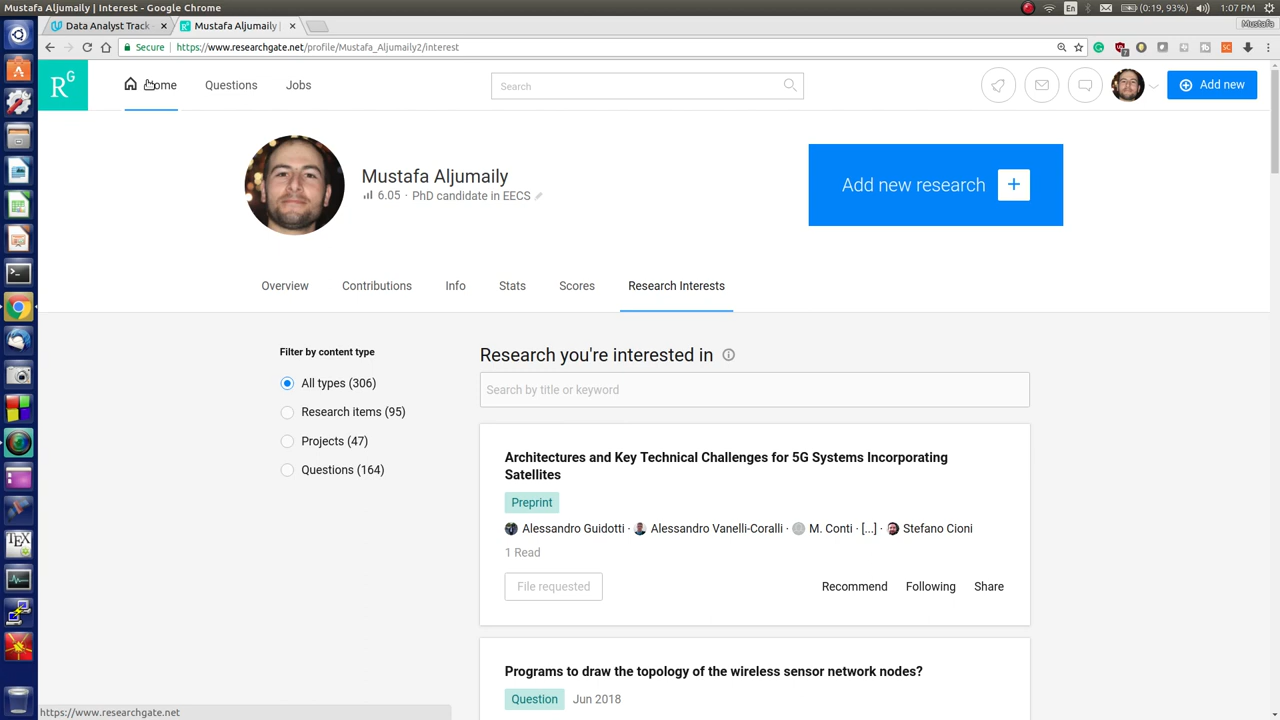 Mustafa Aljumaily | Interest - Google Chrome
En
(0:19, 93%)
1:07 PM
Data Analyst Track
Mustafa Aljumaily |
Mustafa
Secure
https://www.researchgate.net/profile/Mustafa_Aljumaily2/interest
7
SC
RG
Home
Questions
Jobs
Search
Add new
Mustafa Aljumaily
6.05 · PhD candidate in EECS
Add new research
Overview
Contributions
Info
Stats
Scores
Research Interests
Filter by content type
All types (306)
Research items (95)
Projects (47)
Questions (164)
Research you're interested in
Search by title or keyword
Architectures and Key Technical Challenges for 5G Systems Incorporating
Satellites
Preprint
Alessandro Guidotti · Alessandro Vanelli-Coralli · M. Conti · [...] · Stefano Cioni
1 Read
File requested
Recommend
Following
Share
Programs to draw the topology of the wireless sensor network nodes?
Question
Jun 2018
TEX
https://www.researchgate.net